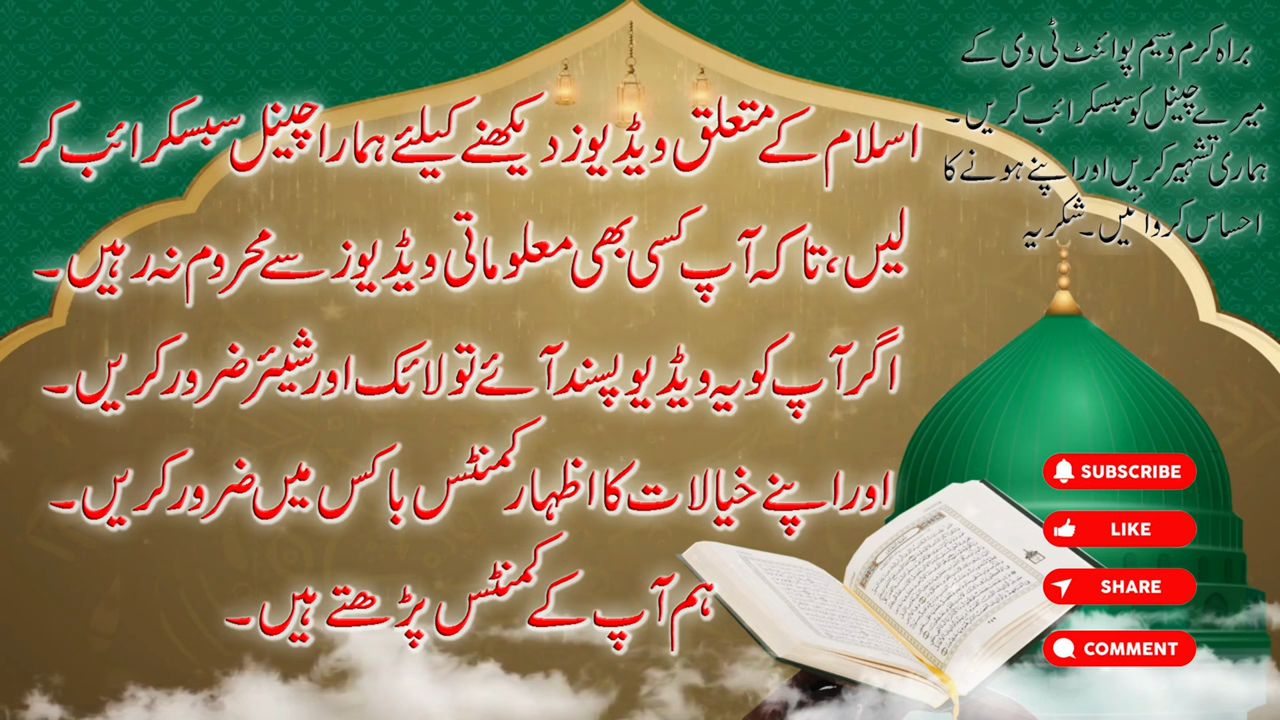 براہ کرم وسیم پوائنٹ ٹی وی کے
میرے چینل کو سبسکرائب کریں۔
ہماری تشہیر کریں اور اپنے ہونے کا
احساس کروائیں۔ شکریہ
اسلام کے متعلق ویڈیوز دیکھنے کیلئے ہمارا چینل سبسکرائب کر
لیں، تاکہ آپ کسی بھی معلوماتی ویڈیوز سے محروم نہ رہیں۔
اگر آپ کو یہ ویڈیو پسند آئے تو لائک اور شیئر ضرور کریں۔
اور اپنے خیالات کا اظہار کمنٹس باکس میں ضرور کریں۔
ہم آپ کے کمنٹس پڑھتے ہیں۔
SUBSCRIBE
LIKE
SHARE
COMMENT